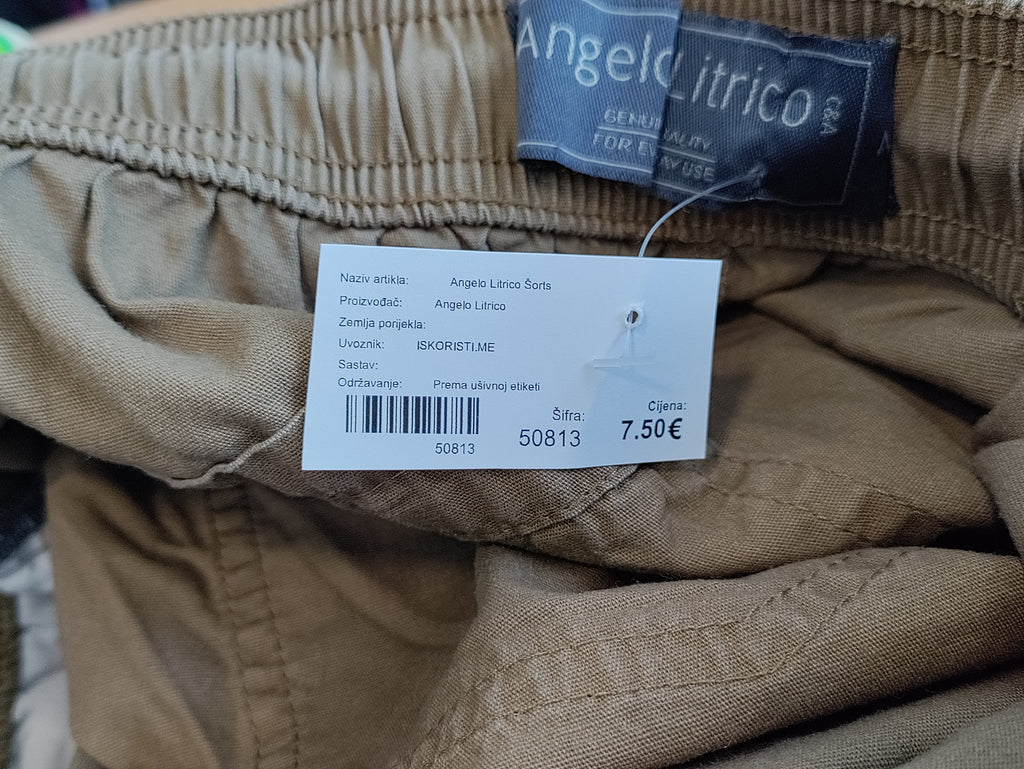 Angelo Litrico
C&A
FOR USE
Naziv artikla: Angelo Litrico Šorts
Proizvođač: Angelo Litrico
Zemlja porijekla:
Uvoznik: ISKORISTI.ME
Sastav:
Održavanje: Prema ušivnoj etiketi
50813
Šifra:
50813
Cijena:
7.50€